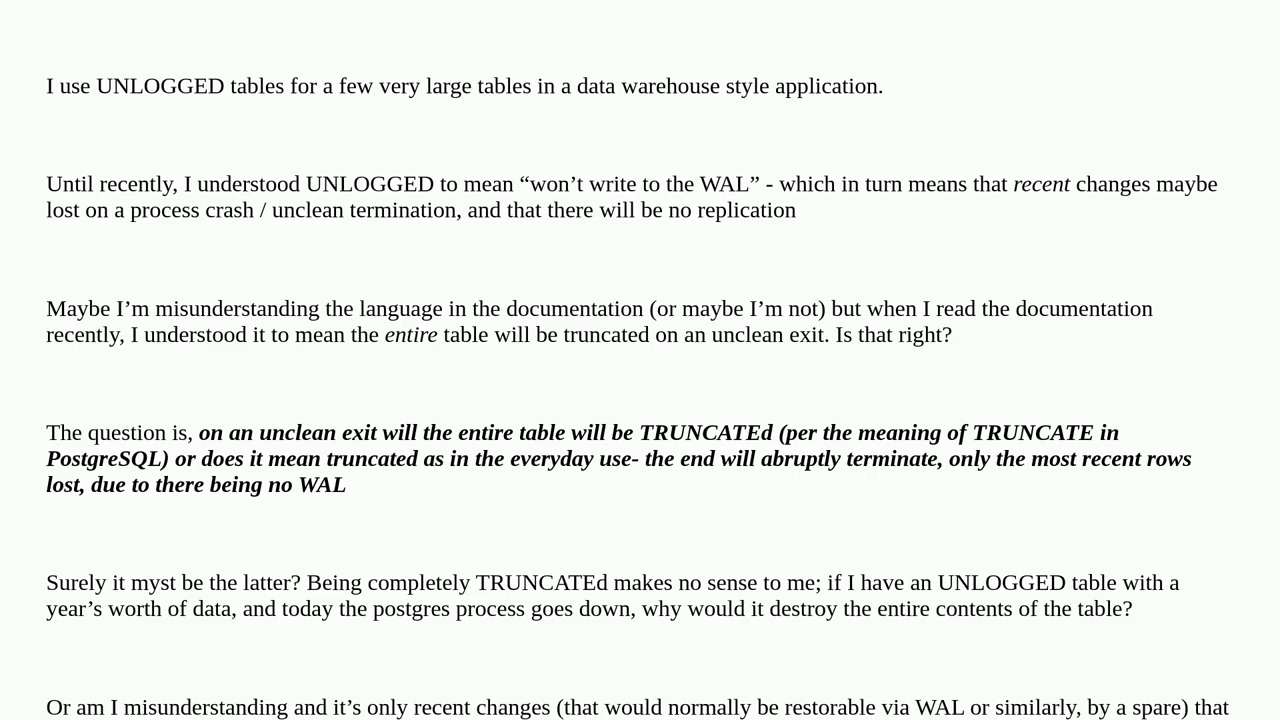 I use UNLOGGED tables for a few very large tables in a data warehouse style application.
Until recently, I understood UNLOGGED to mean “won’t write to the WAL” - which in turn means that recent changes maybe
lost on a process crash / unclean termination, and that there will be no replication
Maybe I’m misunderstanding the language in the documentation (or maybe I’m not) but when I read the documentation
recently, I understood it to mean the entire table will be truncated on an unclean exit. Is that right?
The question is, on an unclean exit will the entire table will be TRUNCATEd (per the meaning of TRUNCATE in
PostgreSQL) or does it mean truncated as in the everyday use- the end will abruptly terminate, only the most recent rows
lost, due to there being no WAL
Surely it myst be the latter? Being completely TRUNCATEd makes no sense to me; if I have an UNLOGGED table with a
year’s worth of data, and today the postgres process goes down, why would it destroy the entire contents of the table?
Or am I misunderstanding and it’s only recent changes (that would normally be restorable via WAL or similarly, by a spare) that